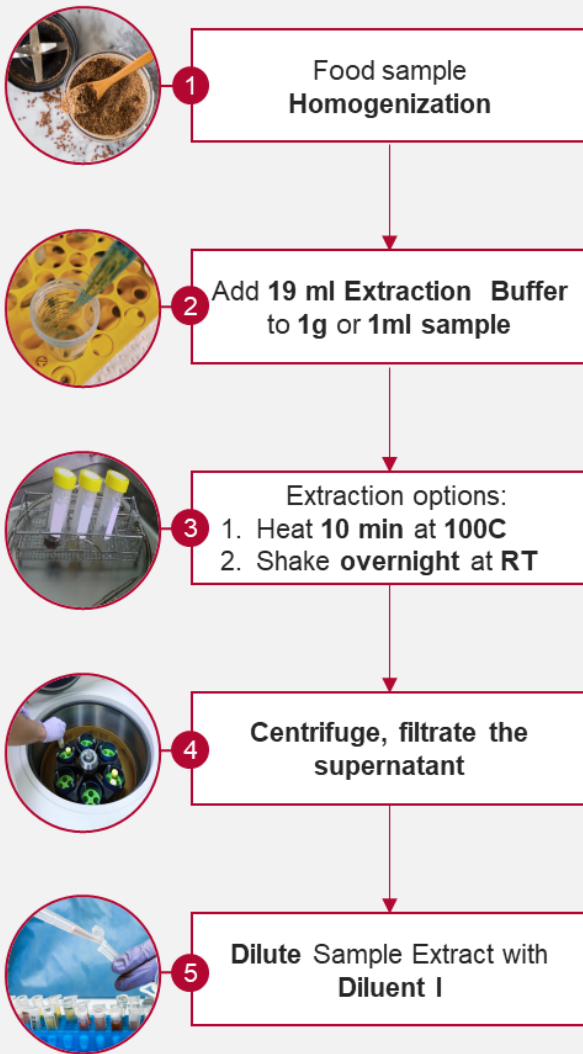 1
Food sample
Homogenization
2
Add 19 ml Extraction Buffer
to 1g or 1ml sample
3
Extraction options:
1. Heat 10 min at 100C
2. Shake overnight at RT
4
Centrifuge, filtrate the
supernatant
5
Dilute Sample Extract with
Diluent I